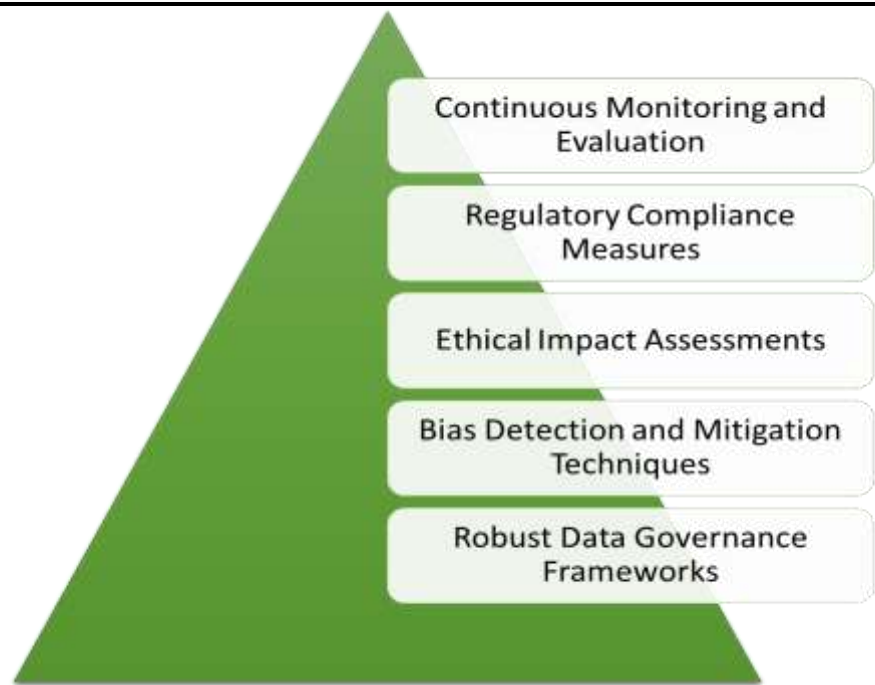 Continuous Monitoring and
Evaluation
Regulatory Compliance
Measures
Ethical Impact Assessments
Bias Detection and Mitigation
Techniques
Robust Data Governance
Frameworks